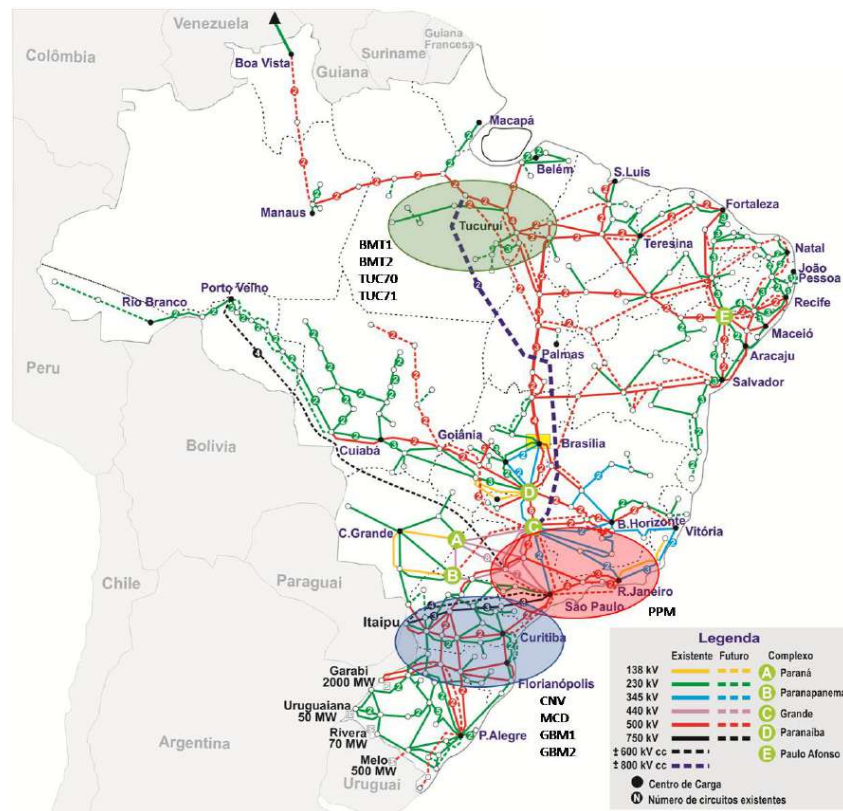 Venezuela
Guiana
Francesa
Suriname
Guiana
Colômbia
Boa Vista
Macapá
Belém
S.Luis
Manaus
Fortaleza
Tucuruí
Teresina
Natal
João
Pessoa
BMT1
BMT2
TUC70
TUC71
Recife
Porto Velho
Rio Branco
E
Maceió
Palmas
Aracaju
Peru
Salvador
Bolivia
Goiânia
Brasília
Cuiabá
D
C
B.Horizonte
Vitória
C.Grande
A
B
Chile
Paraguai
R.Janeiro
São Paulo
PPM
Itaipu
Curitiba
Garabi
2000 MW
Florianópolis
Uruguaiana
50 MW
CNV
MCD
GBM1
GBM2
Rivera
70 MW
P.Alegre
Melo
500 MW
Argentina
Uruguai
Legenda
Existente Futuro Complexo
138 kV A Paraná
230 kV
345 kV B Paranapanema
440 kV C Grande
500 kV D Paranaíba
750 kV E Paulo Afonso
± 600 kV cc
± 800 kV cc
Centro de Carga
N Número de circuitos existentes